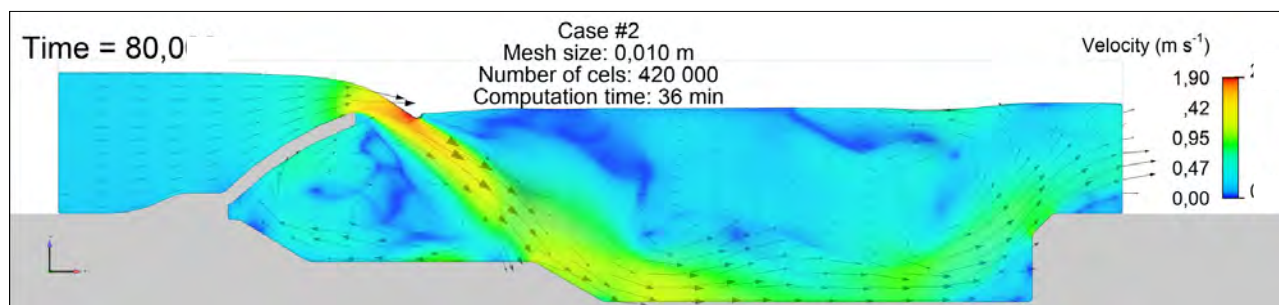 Time = 80,0
Case #2
Mesh size: 0,010 m
Number of cels: 420 000
Computation time: 36 min
Velocity (m s-1)
1,90
,42
0,95
0,47
0,00